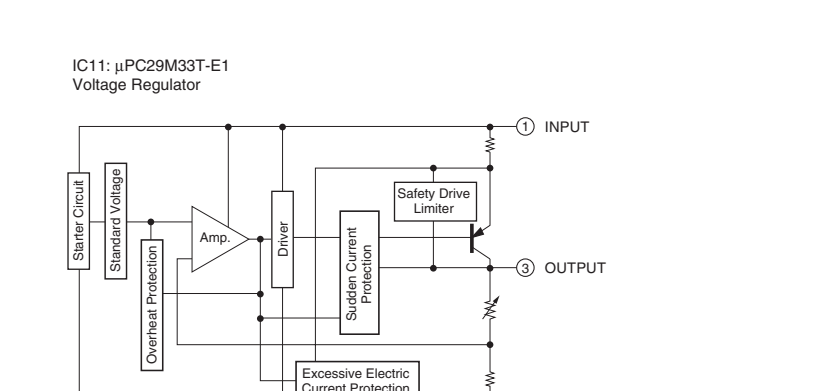 IC11: μPC29M33T-E1
Voltage Regulator
1 INPUT
Starter Circuit
Standard Voltage
Overheat Protection
Amp.
Driver
Sudden Current
Protection
Safety Drive
Limiter
3 OUTPUT
Excessive Electric
Current Protection